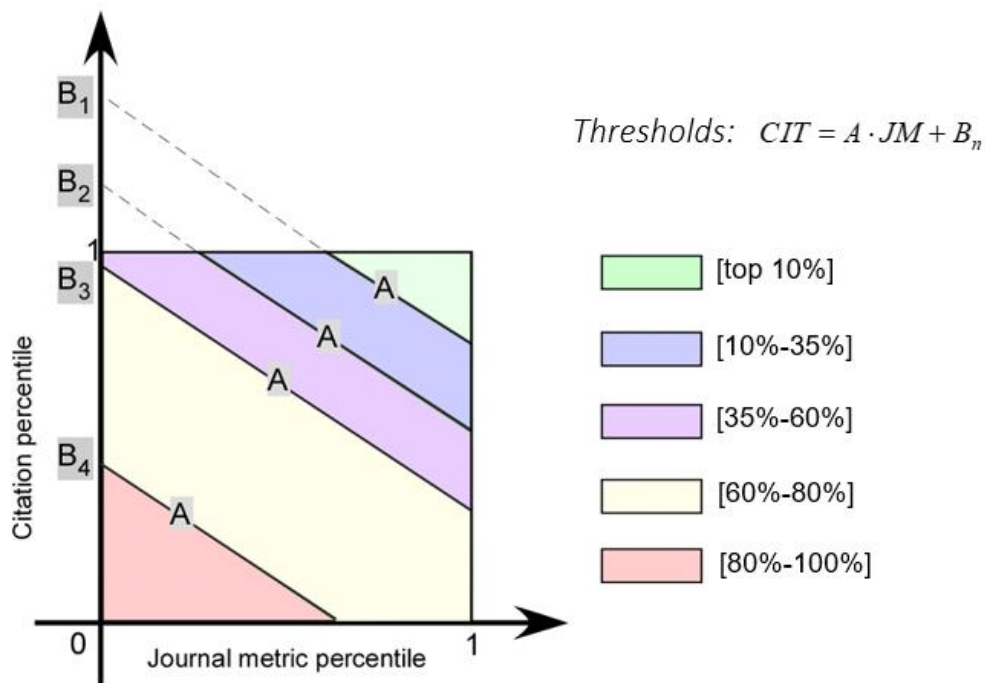 B₁
Thresholds: CIT = A · JM + Bₙ
B₂
1
B₃
A
[top 10%]
A
[10%-35%]
A
[35%-60%]
Citation percentile
B₄
[60%-80%]
A
[80%-100%]
0
Journal metric percentile
1